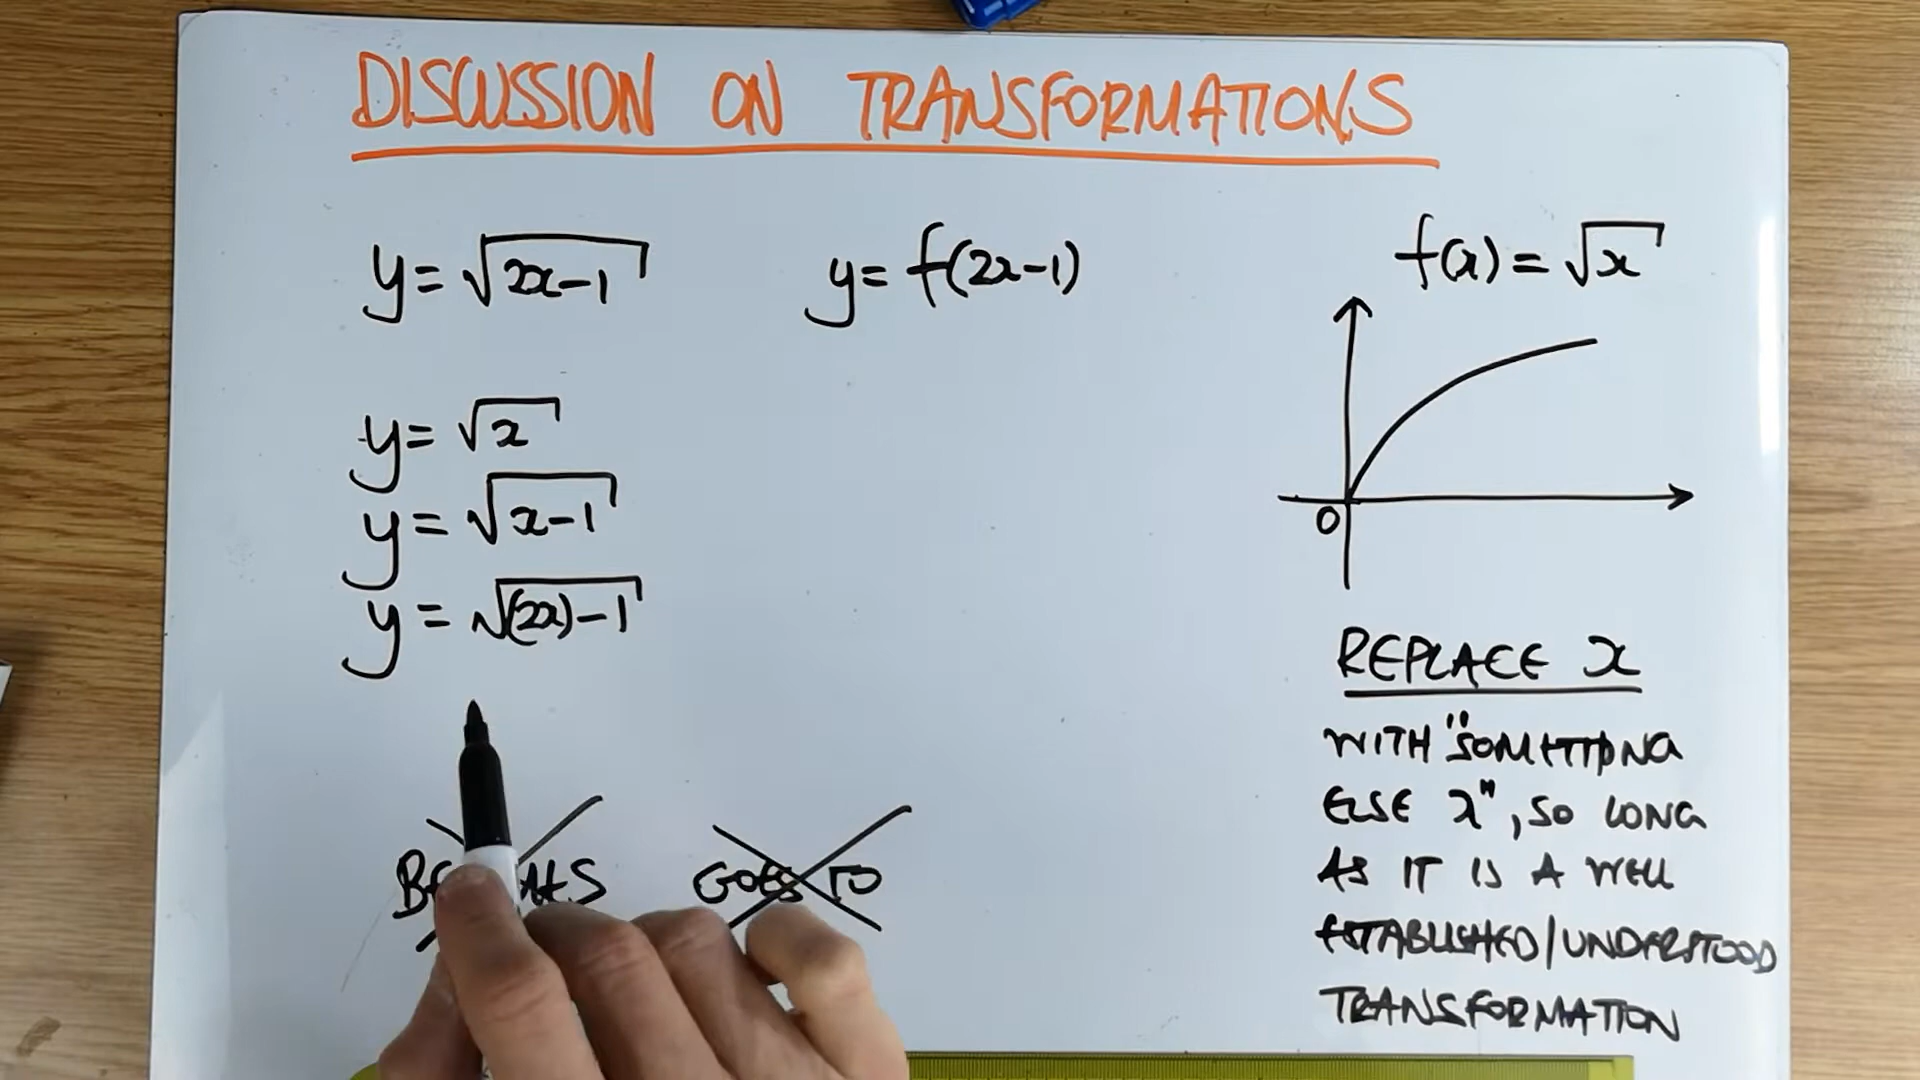 DISCUSSION ON TRANSFORMATIONS
y = √(2x-1)
y = f(2x-1)
f(x) = √x
y = √x
y = √(x-1)
y = √((2x)-1)
O
REPLACE x
WITH "SOMETHING
ELSE x", SO LONG
AS IT IS A WELL
ESTABLISHED/UNDERSTOOD
TRANSFORMATION
GOES TO